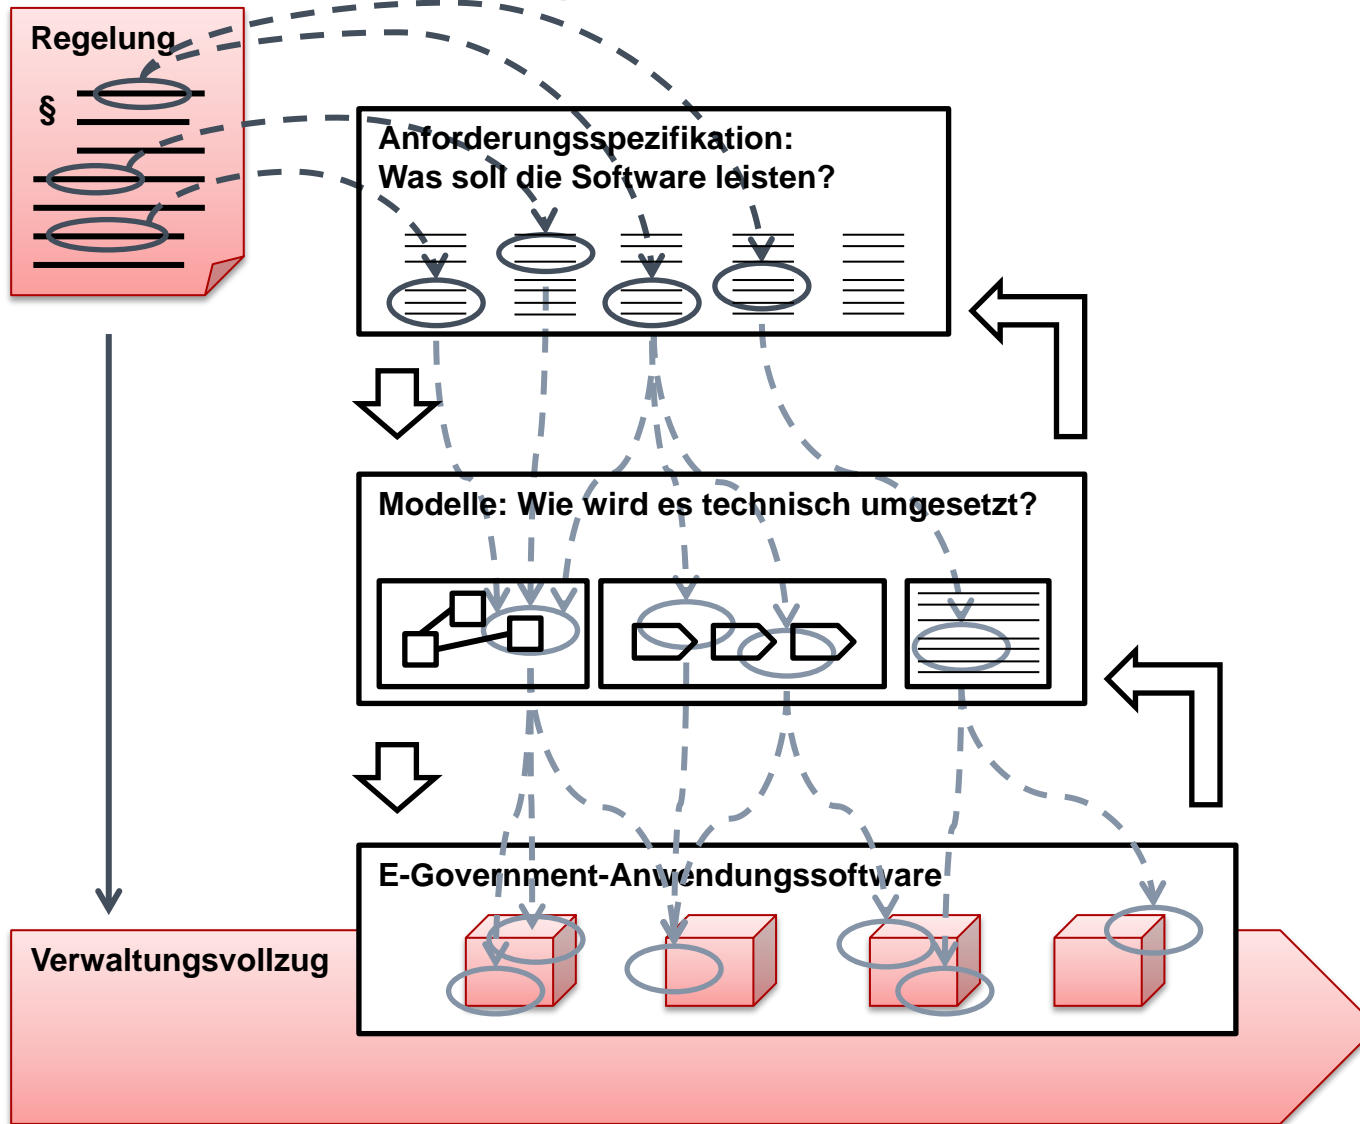 Regelung
§
Anforderungsspezifikation:
Was soll die Software leisten?
Modelle: Wie wird es technisch umgesetzt?
E-Government-Anwendungssoftware
Verwaltungsvollzug